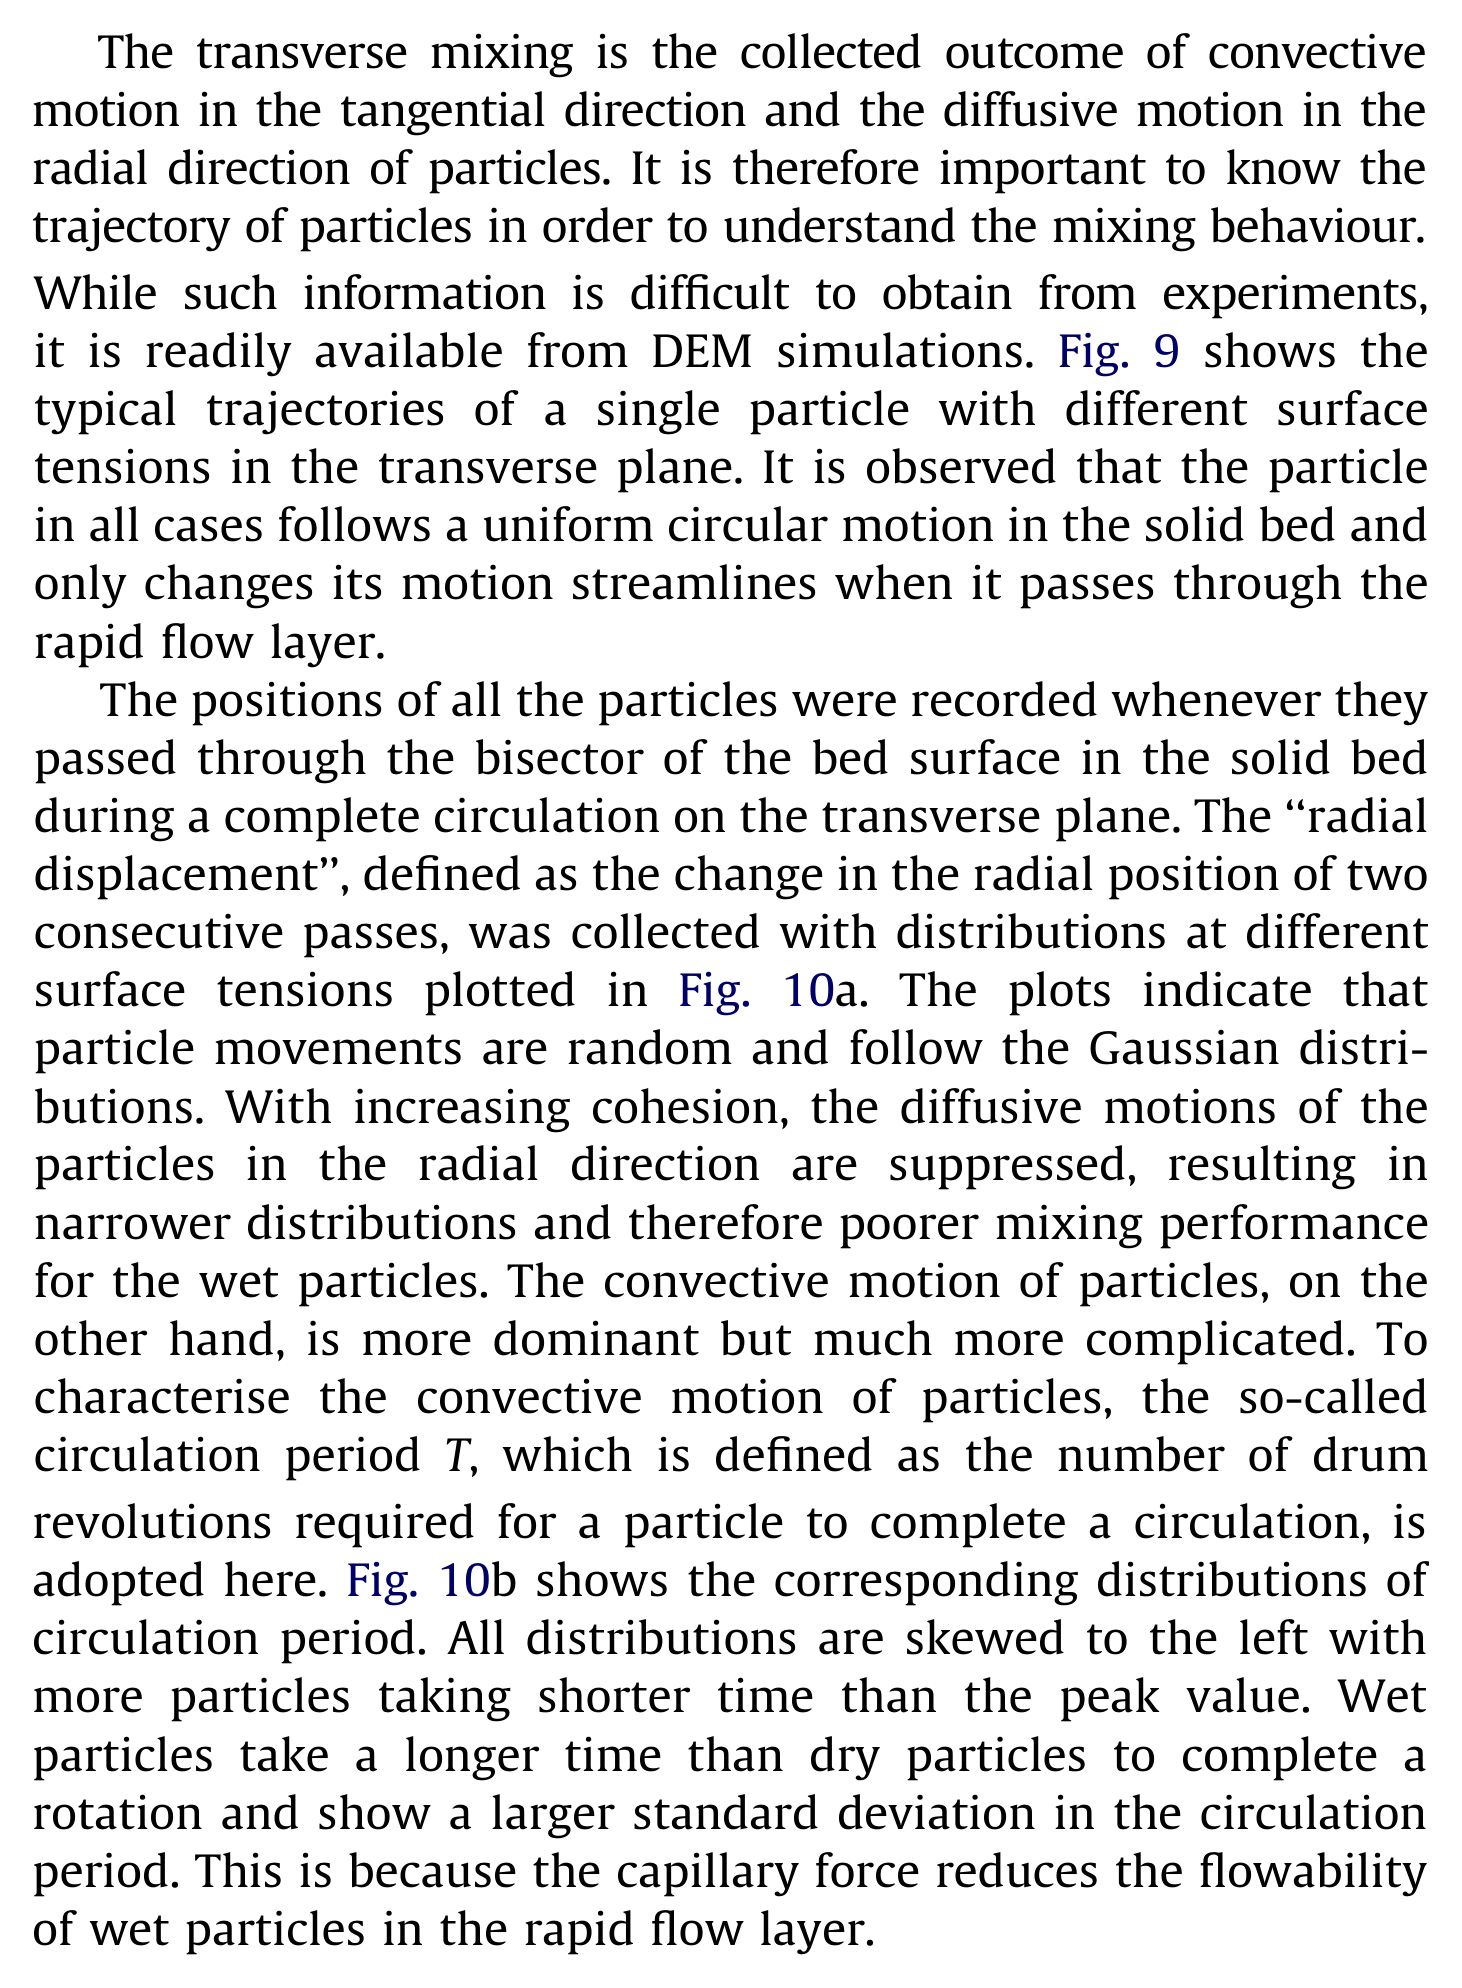 The transverse mixing is the collected outcome of convective
motion in the tangential direction and the diffusive motion in the
radial direction of particles. It is therefore important to know the
trajectory of particles in order to understand the mixing behaviour.
While such information is difficult to obtain from experiments,
it is readily available from DEM simulations. Fig. 9 shows the
typical trajectories of a single particle with different surface
tensions in the transverse plane. It is observed that the particle
in all cases follows a uniform circular motion in the solid bed and
only changes its motion streamlines when it passes through the
rapid flow layer.
The positions of all the particles were recorded whenever they
passed through the bisector of the bed surface in the solid bed
during a complete circulation on the transverse plane. The “radial
displacement”, defined as the change in the radial position of two
consecutive passes, was collected with distributions at different
surface tensions plotted in Fig. 10a. The plots indicate that
particle movements are random and follow the Gaussian distri-
butions. With increasing cohesion, the diffusive motions of the
particles in the radial direction are suppressed, resulting in
narrower distributions and therefore poorer mixing performance
for the wet particles. The convective motion of particles, on the
other hand, is more dominant but much more complicated. To
characterise the convective motion of particles, the so-called
circulation period T, which is defined as the number of drum
revolutions required for a particle to complete a circulation, is
adopted here. Fig. 10b shows the corresponding distributions of
circulation period. All distributions are skewed to the left with
more particles taking shorter time than the peak value. Wet
particles take a longer time than dry particles to complete a
rotation and show a larger standard deviation in the circulation
period. This is because the capillary force reduces the flowability
of wet particles in the rapid flow layer.